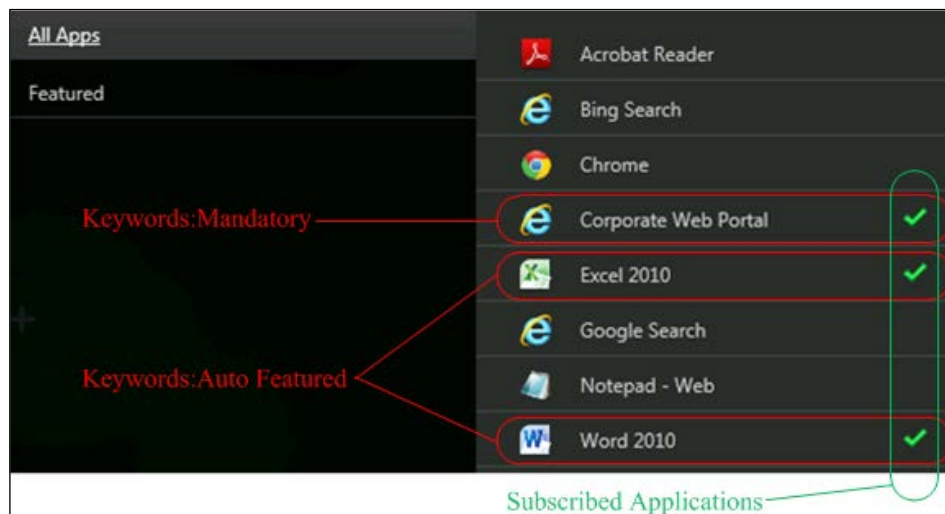 All Apps
Featured
Acrobat Reader
Bing Search
Chrome
Keywords:Mandatory
Corporate Web Portal
Excel 2010
Google Search
Keywords:Auto Featured
Notepad - Web
Word 2010
Subscribed Applications